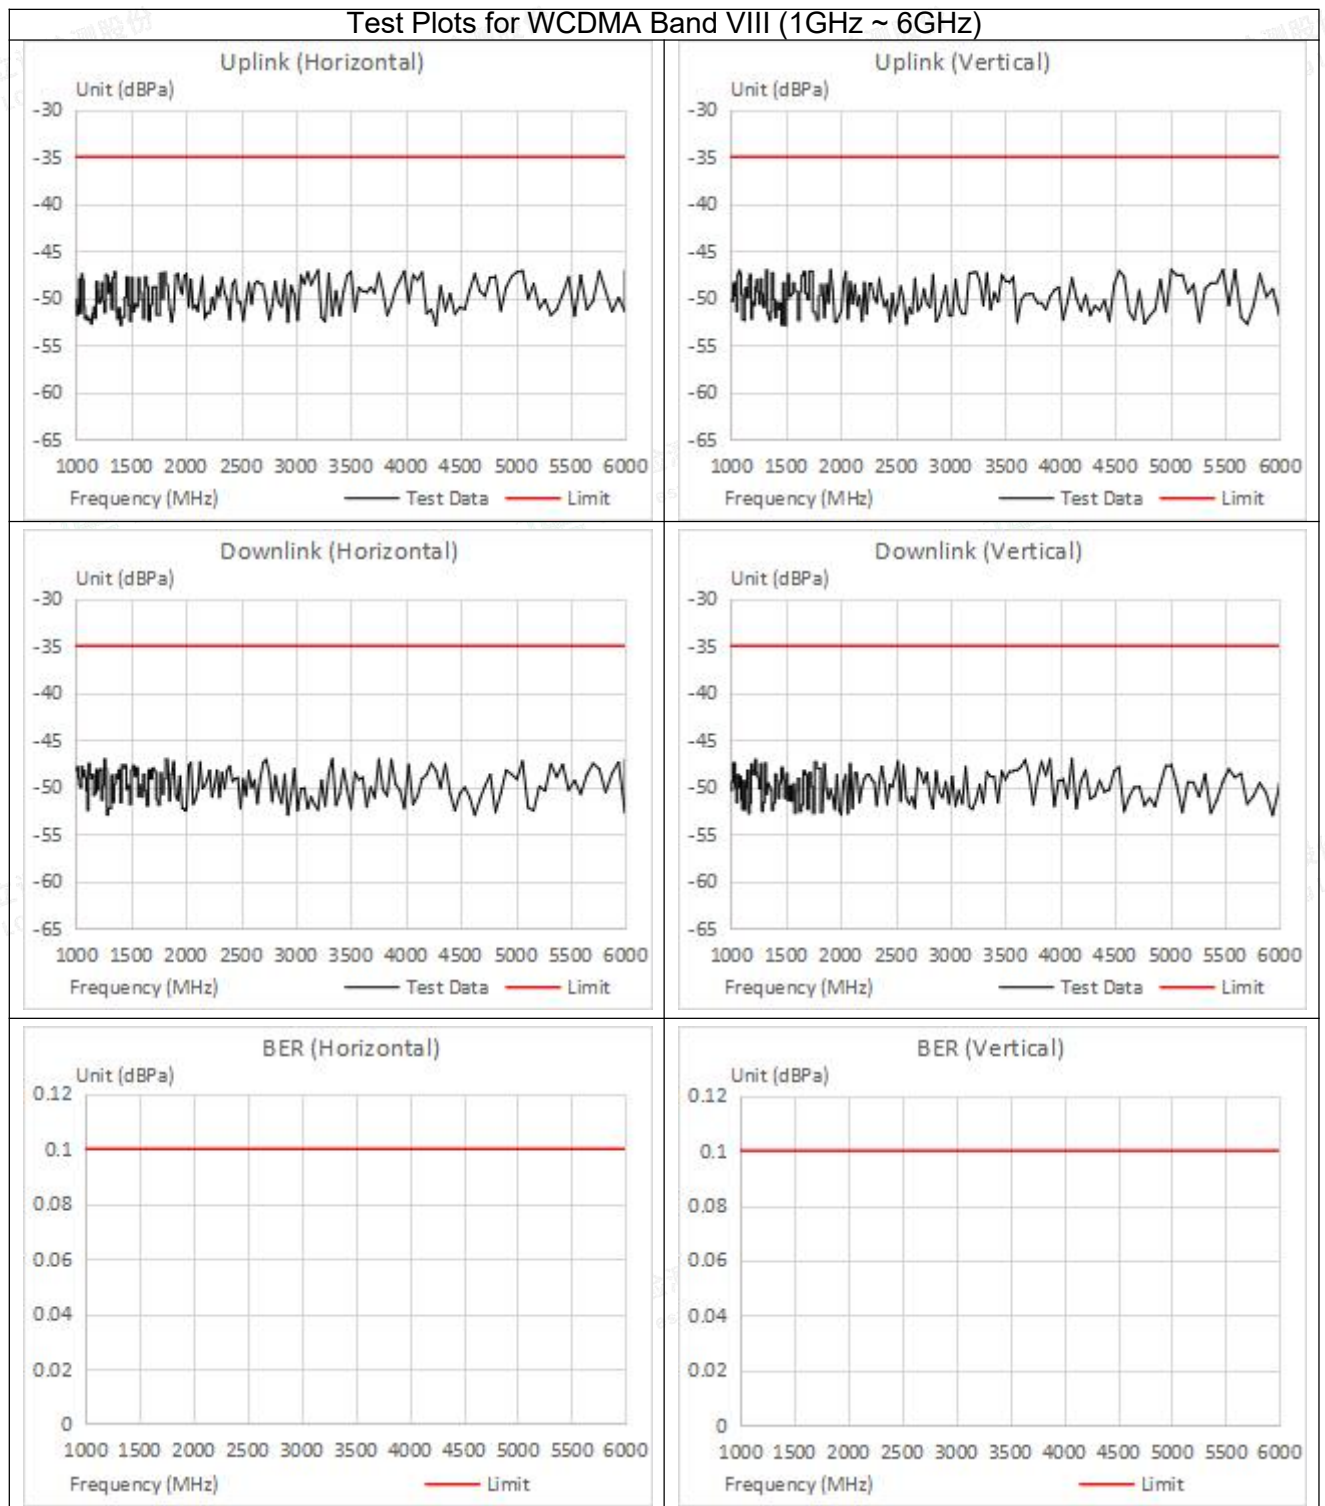 Test Plots for WCDMA Band VIII (1GHz ~ 6GHz)
Uplink (Horizontal)
Unit (dBPa)
-30
-35
-40
-45
-50
-55
-60
-65
1000 1500 2000 2500 3000 3500 4000 4500 5000 5500 6000
Frequency (MHz) Test Data Limit
Uplink (Vertical)
Unit (dBPa)
-30
-35
-40
-45
-50
-55
-60
-65
1000 1500 2000 2500 3000 3500 4000 4500 5000 5500 6000
Frequency (MHz) Test Data Limit
Downlink (Horizontal)
Unit (dBPa)
-30
-35
-40
-45
-50
-55
-60
-65
1000 1500 2000 2500 3000 3500 4000 4500 5000 5500 6000
Frequency (MHz) Test Data Limit
Downlink (Vertical)
Unit (dBPa)
-30
-35
-40
-45
-50
-55
-60
-65
1000 1500 2000 2500 3000 3500 4000 4500 5000 5500 6000
Frequency (MHz) Test Data Limit
BER (Horizontal)
Unit (dBPa)
0.12
0.1
0.08
0.06
0.04
0.02
0
1000 1500 2000 2500 3000 3500 4000 4500 5000 5500 6000
Frequency (MHz) Limit
BER (Vertical)
Unit (dBPa)
0.12
0.1
0.08
0.06
0.04
0.02
0
1000 1500 2000 2500 3000 3500 4000 4500 5000 5500 6000
Frequency (MHz) Limit